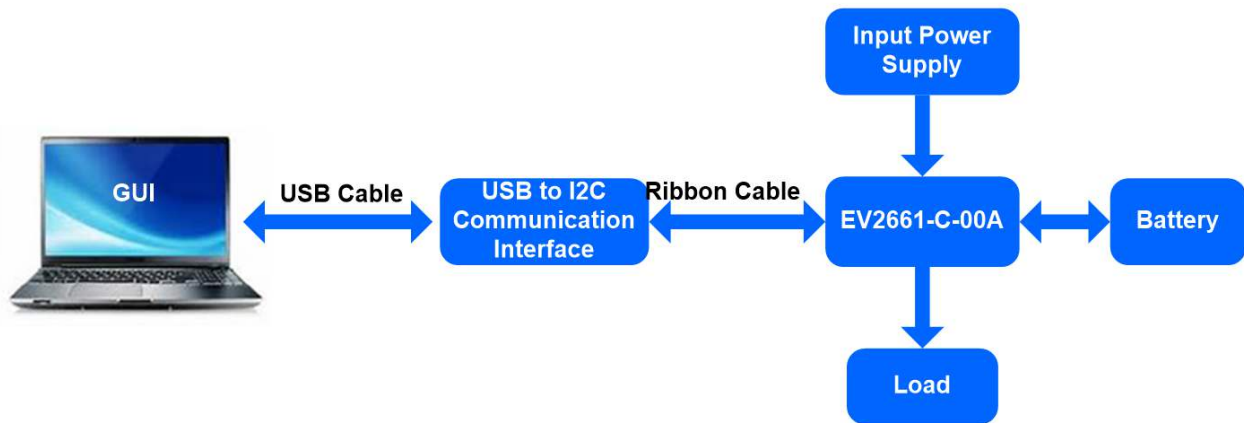 Input Power
Supply
GUI
USB Cable
USB to I2C
Communication
Interface
Ribbon Cable
EV2661-C-00A
Battery
Load